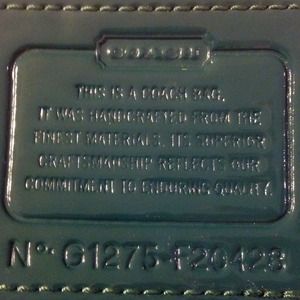 COACH
THIS IS A COACH BAG.
IT WAS HANDCRAFTED FROM THE
FINEST MATERIALS. ITS SUPERIOR
CRAFTSMANSHIP REFLECTS OUR
COMMITMENT TO ENDURING QUALITY.
Nº· G1275-F20423